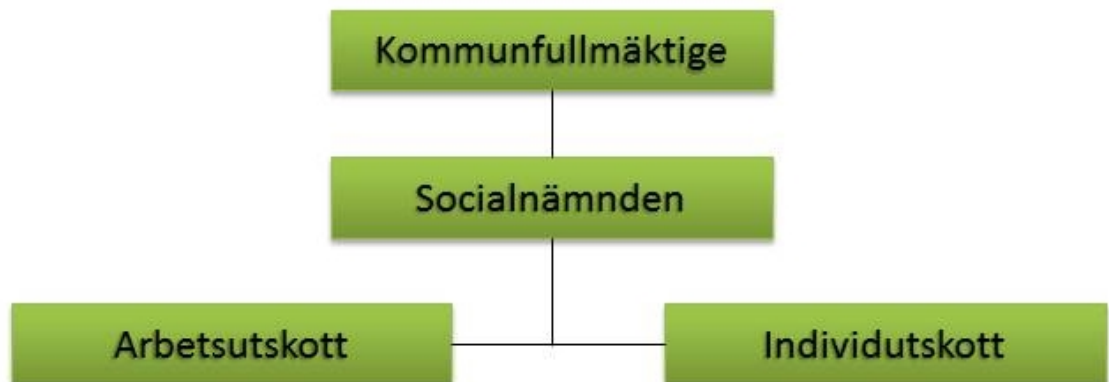 Kommunfullmäktige
Socialnämnden
Arbetsutskott
Individutskott